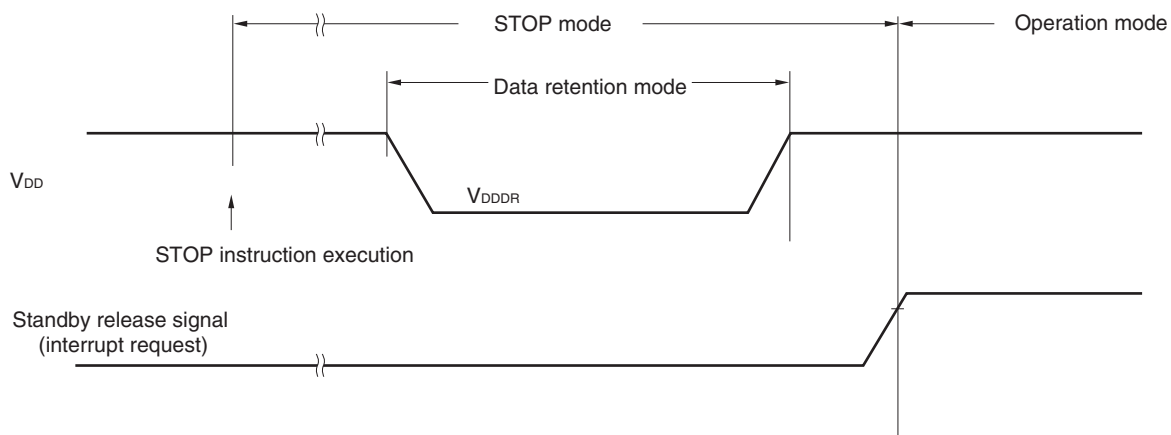 STOP mode
Operation mode
Data retention mode
VDD
VDDDR
STOP instruction execution
Standby release signal
(interrupt request)